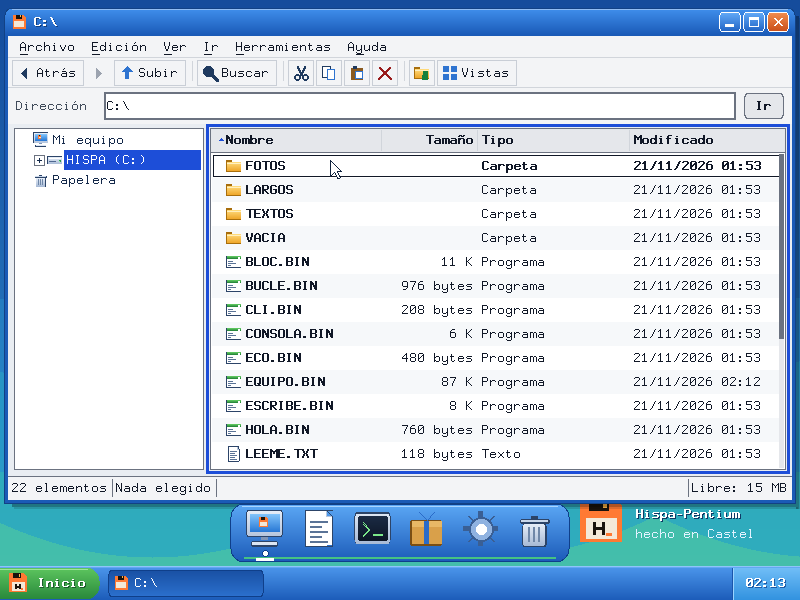 C:\
Archivo Edición Ver Ir Herramientas Ayuda
Atrás Subir Buscar Vistas
Dirección C:\ Ir
Mi equipo
HISPA (C:)
Papelera
Nombre Tamaño Tipo Modificado
FOTOS Carpeta 21/11/2026 01:53
LARGOS Carpeta 21/11/2026 01:53
TEXTOS Carpeta 21/11/2026 01:53
VACIA Carpeta 21/11/2026 01:53
BLOC.BIN 11 K Programa 21/11/2026 01:53
BUCLE.BIN 976 bytes Programa 21/11/2026 01:53
CLI.BIN 208 bytes Programa 21/11/2026 01:53
CONSOLA.BIN 6 K Programa 21/11/2026 01:53
ECO.BIN 480 bytes Programa 21/11/2026 01:53
EQUIPO.BIN 87 K Programa 21/11/2026 02:12
ESCRIBE.BIN 8 K Programa 21/11/2026 01:53
HOLA.BIN 760 bytes Programa 21/11/2026 01:53
LEEME.TXT 118 bytes Texto 21/11/2026 01:53
22 elementos Nada elegido Libre: 15 MB
H. Hispa-Pentium
hecho en Castel
H. Inicio C:\ 02:13